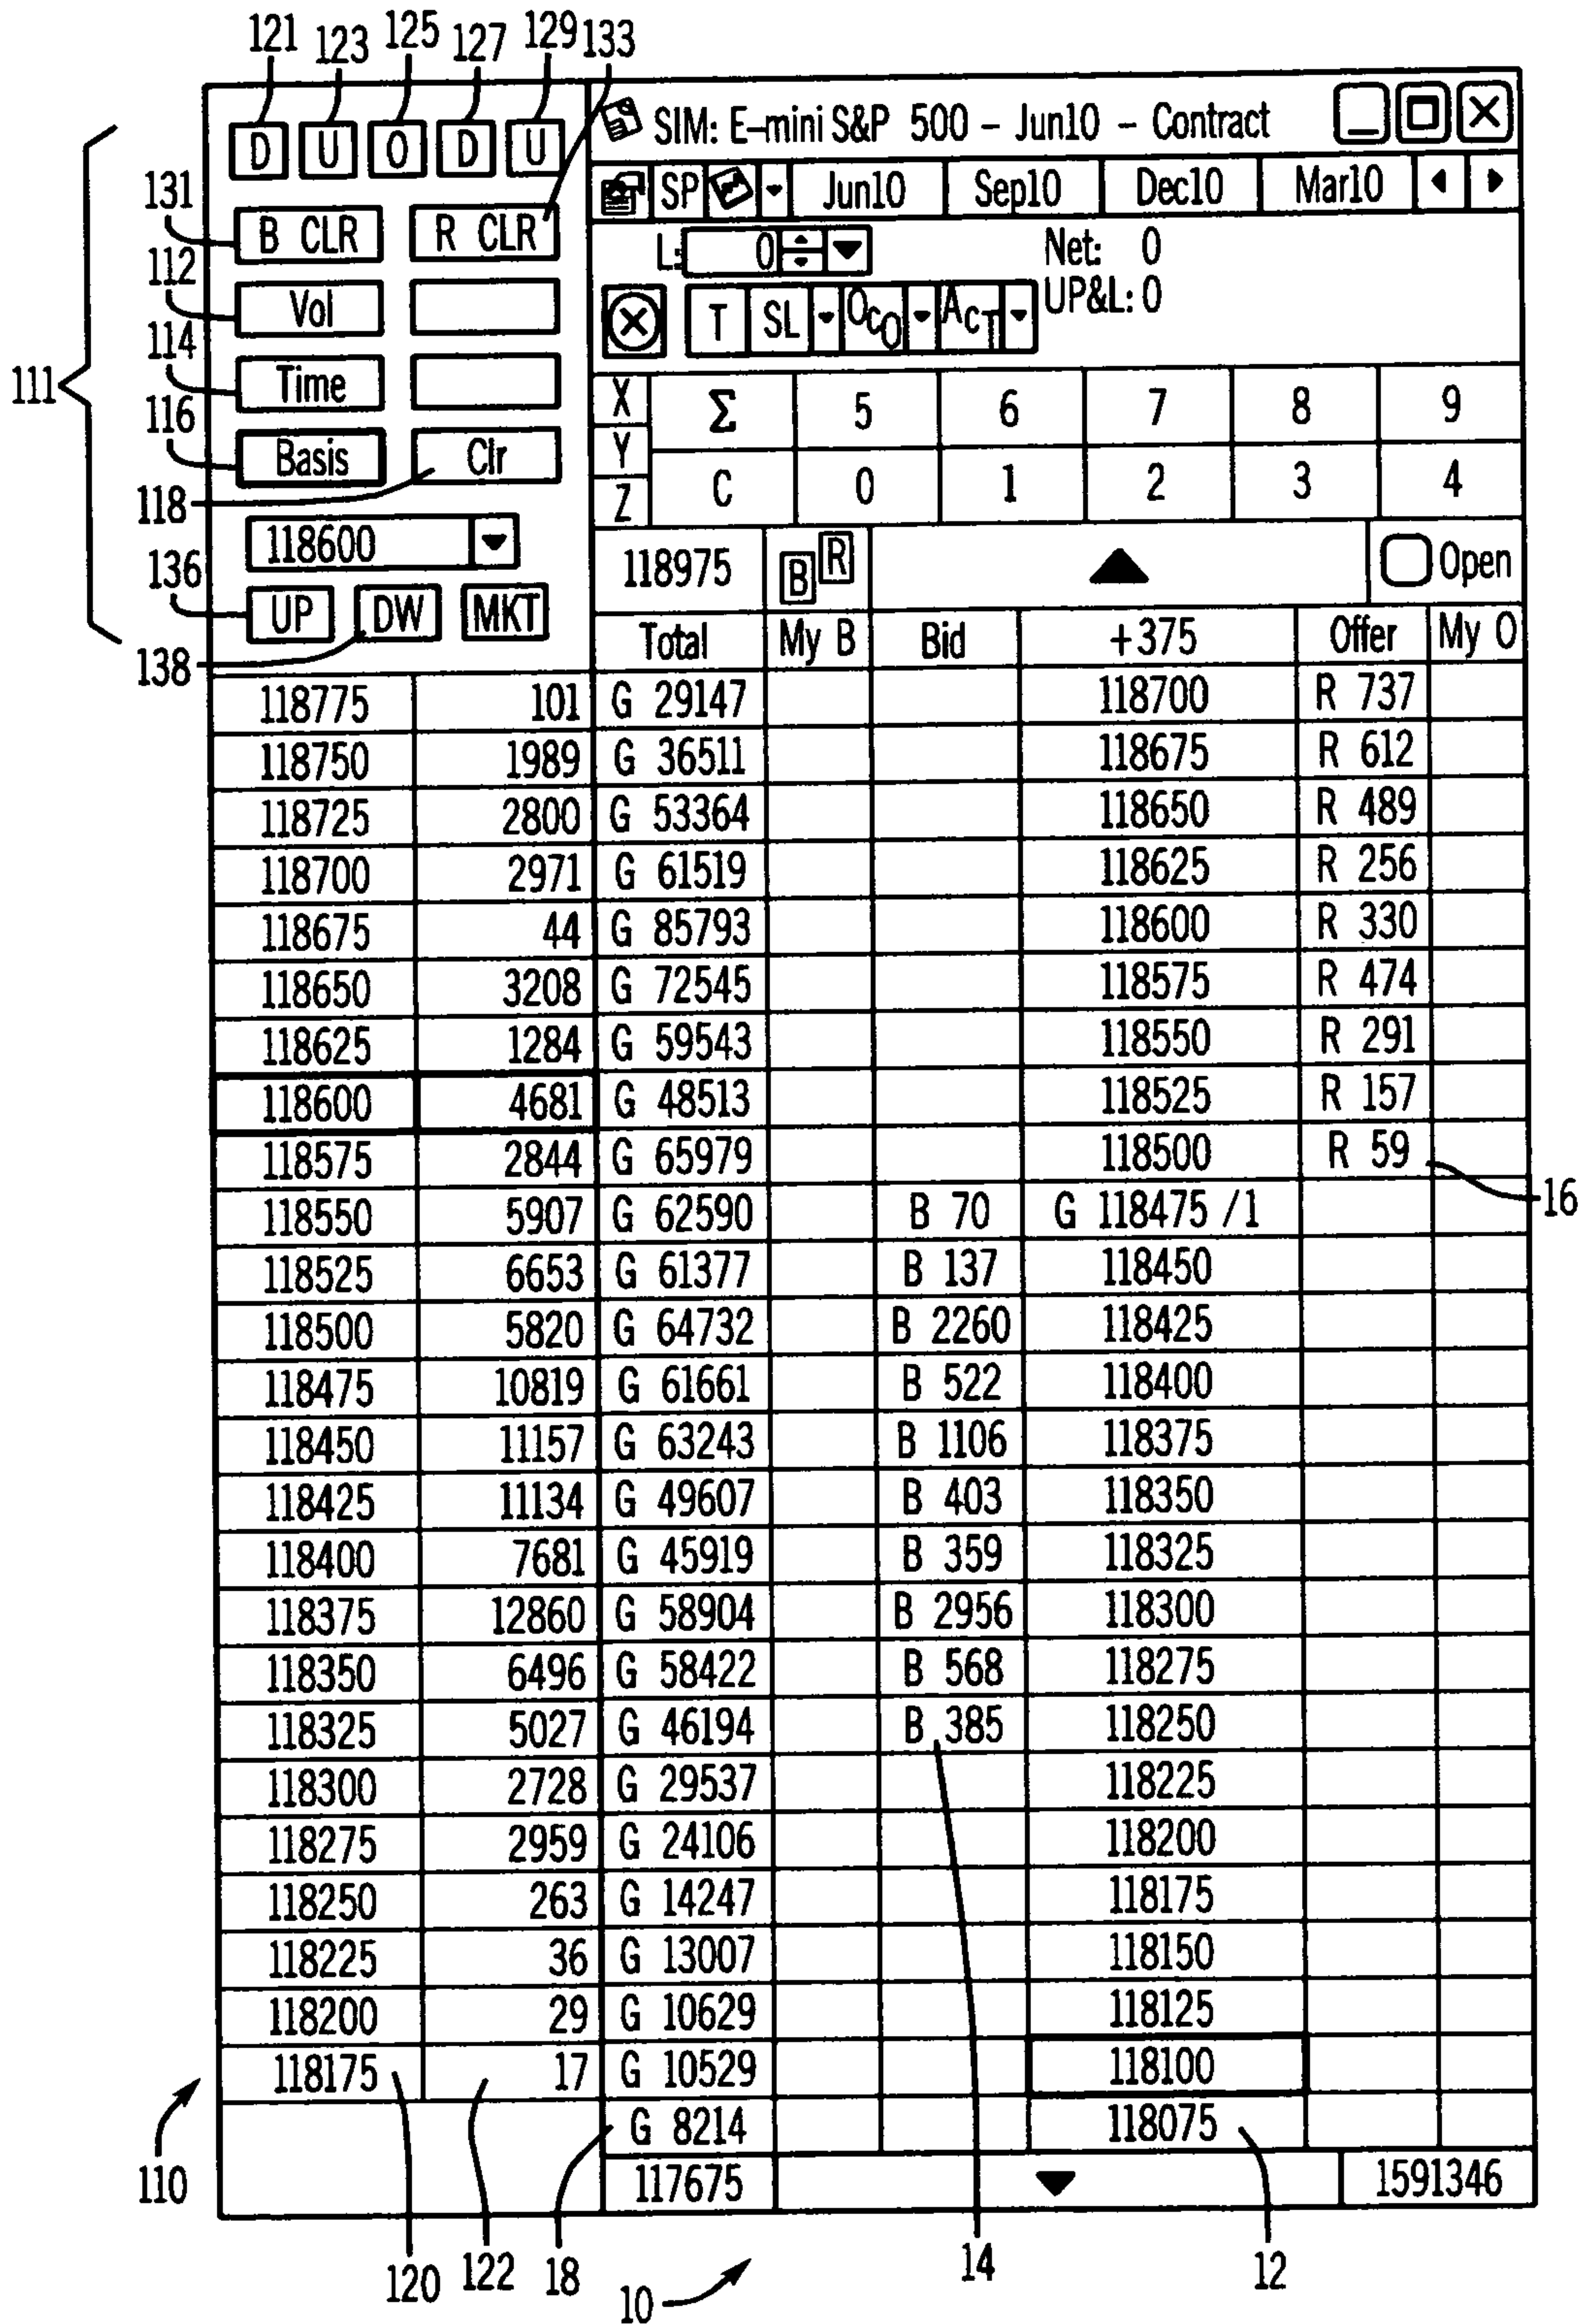 121 123 125 127 129 133
D U O D U
SIM: E-mini S&P 500 - Jun10 - Contract
131
B CLR R CLR
SP Jun10 Sep10 Dec10 Mar10
112
Vol
L: 0 Net: 0
UP&L: 0
T SL OCO ACT
114
111
Time
X Σ 5 6 7 8 9
116
Basis Clr
Y
118
Z C 0 1 2 3 4
118600
118975 B R Open
136
UP DW MKT
138
Total My B Bid +375 Offer My O
118775 101 G 29147 118700 R 737
118750 1989 G 36511 118675 R 612
118725 2800 G 53364 118650 R 489
118700 2971 G 61519 118625 R 256
118675 44 G 85793 118600 R 330
118650 3208 G 72545 118575 R 474
118625 1284 G 59543 118550 R 291
118600 4681 G 48513 118525 R 157
118575 2844 G 65979 118500 R 59
16
118550 5907 G 62590 B 70 G 118475 /1
118525 6653 G 61377 B 137 118450
118500 5820 G 64732 B 2260 118425
118475 10819 G 61661 B 522 118400
118450 11157 G 63243 B 1106 118375
118425 11134 G 49607 B 403 118350
118400 7681 G 45919 B 359 118325
118375 12860 G 58904 B 2956 118300
118350 6496 G 58422 B 568 118275
118325 5027 G 46194 B 385 118250
118300 2728 G 29537 118225
118275 2959 G 24106 118200
118250 263 G 14247 118175
118225 36 G 13007 118150
118200 29 G 10629 118125
118175 17 G 10529 118100
G 8214 118075
110
117675 1591346
120 122 18 10 14 12